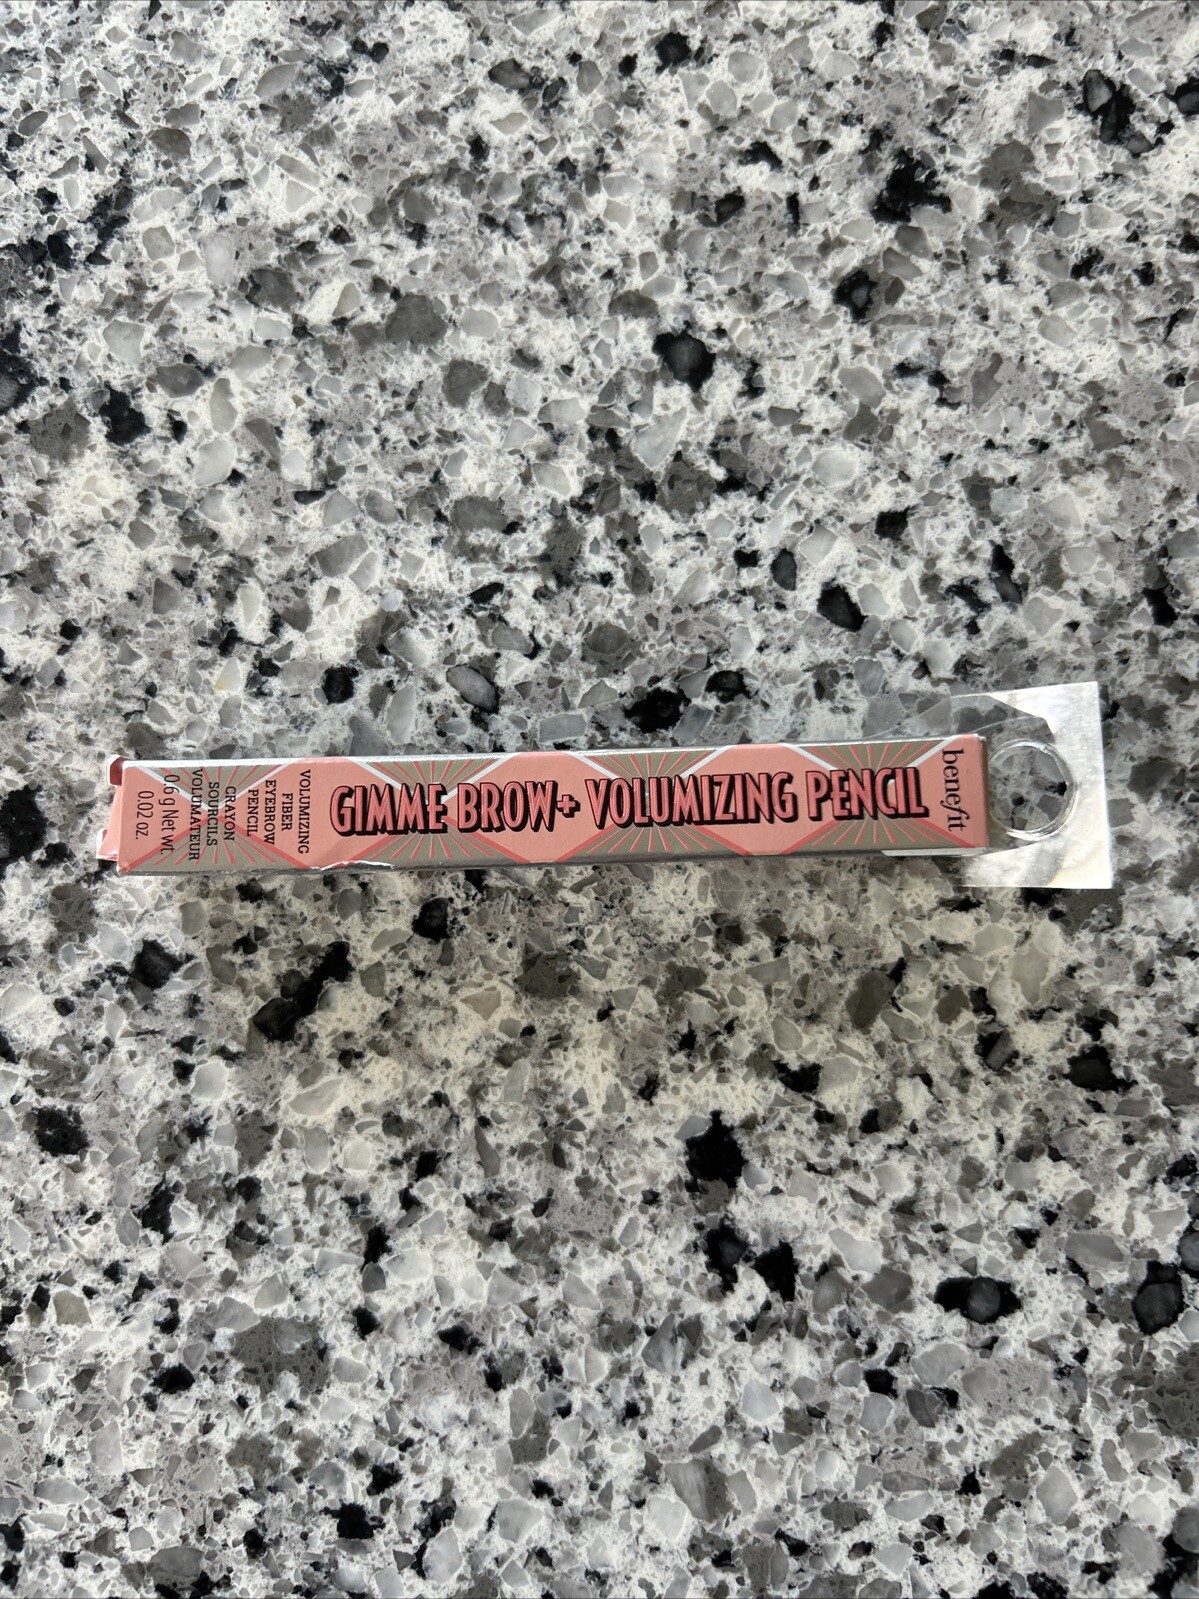 benefit
GIMME BROW+ VOLUMIZING PENCIL
VOLUMIZING
FIBER
EYEBROW
PENCIL
CRAYON
SOURCILS
VOLUMATEUR
0.6 g Net wt.
0.02 oz.